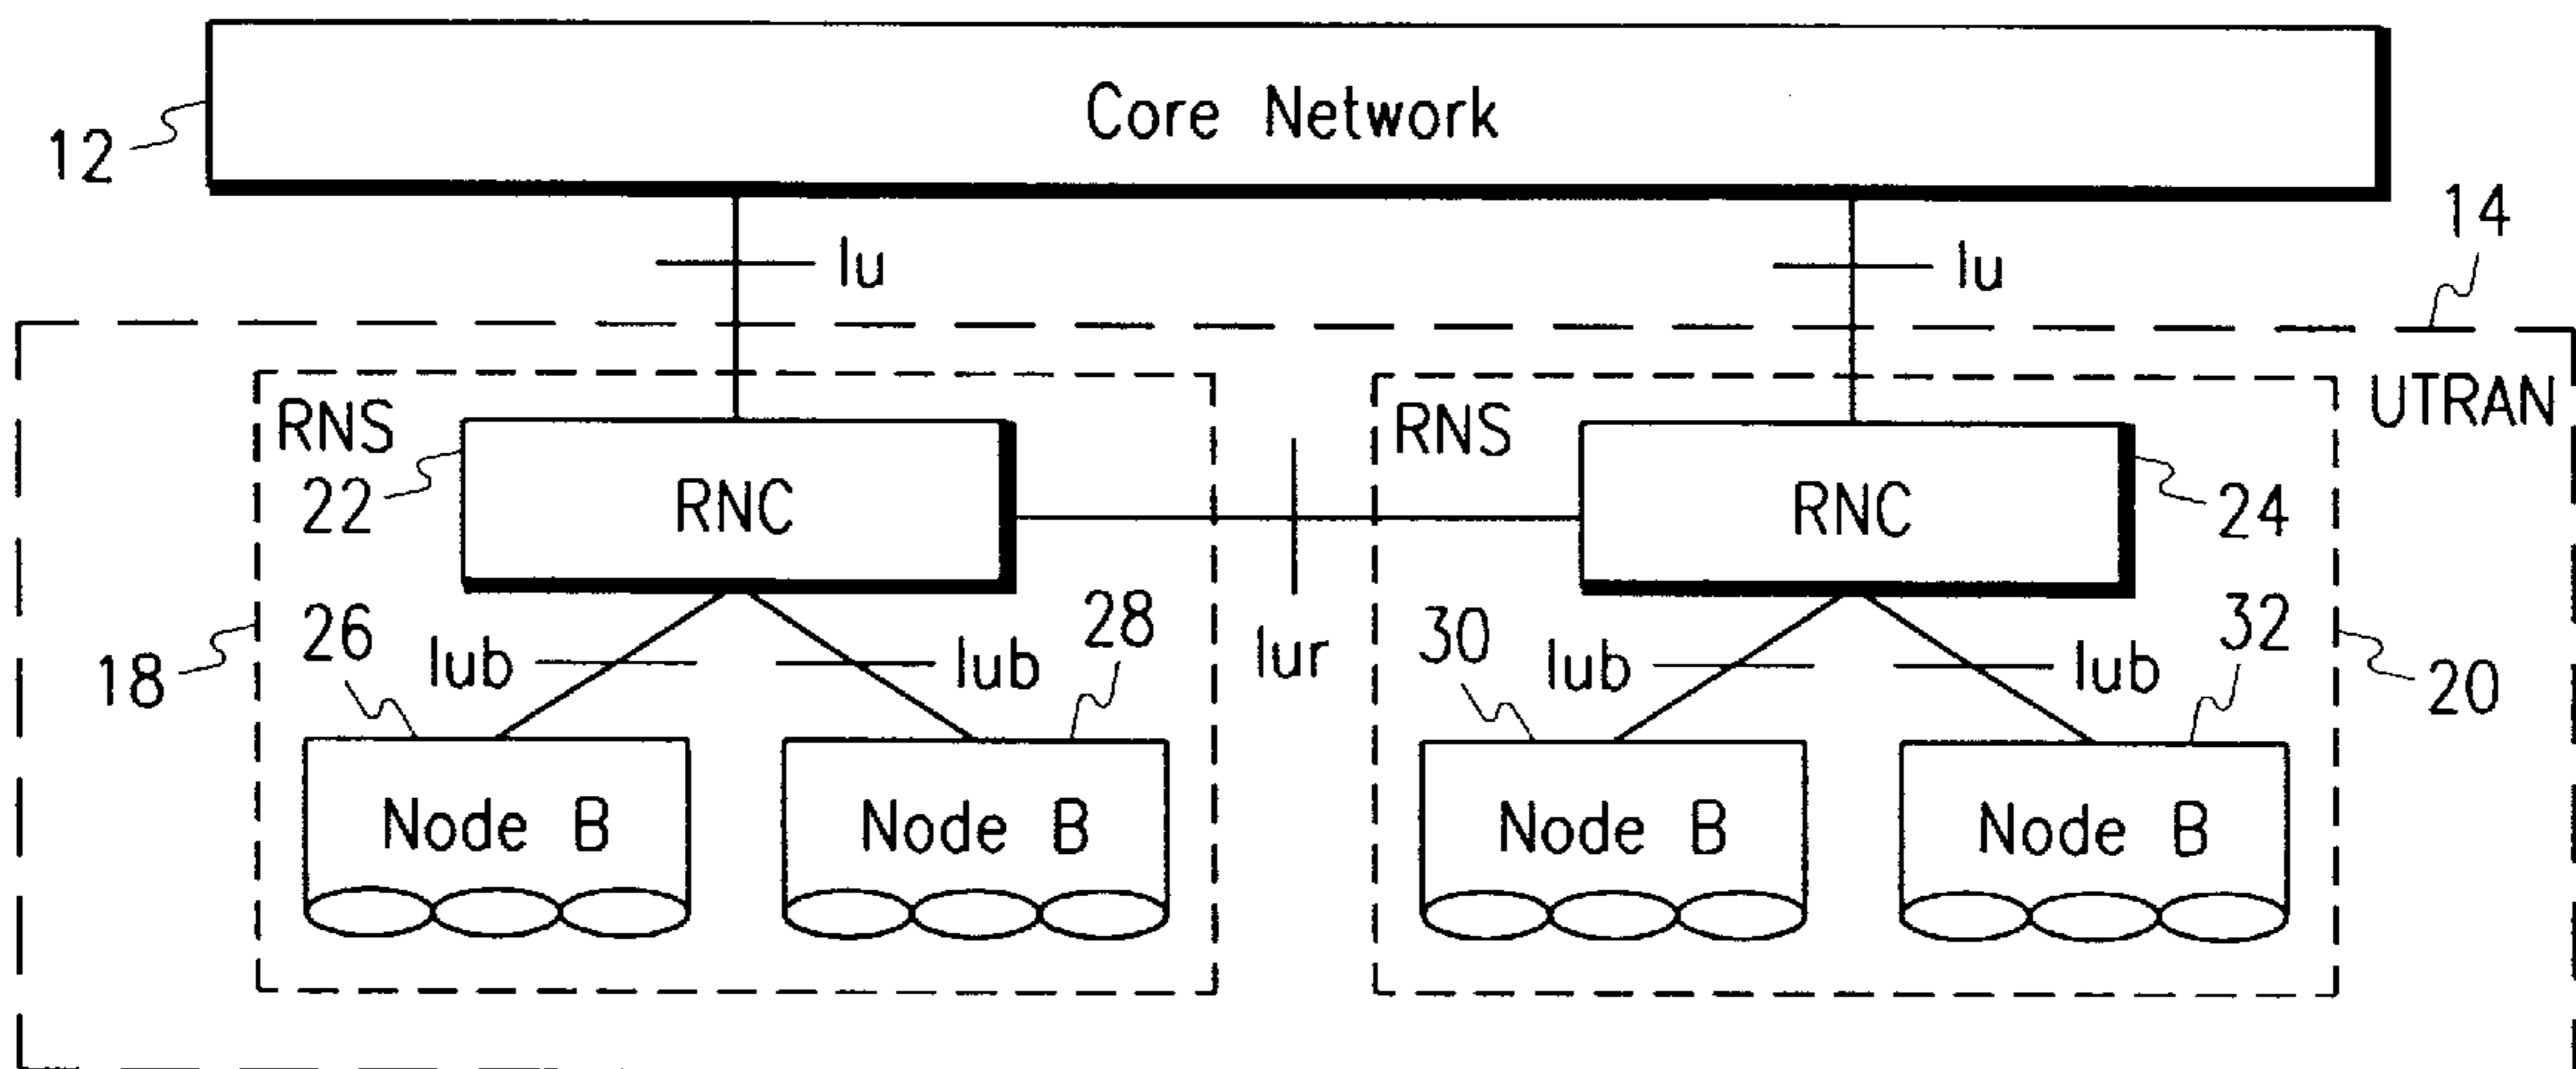 Core Network
12
14
Iu
Iu
UTRAN
RNS
22
RNC
RNS
RNC
24
18
26
Iub
Iub
28
Iur
30
Iub
Iub
32
20
Node B
Node B
Node B
Node B